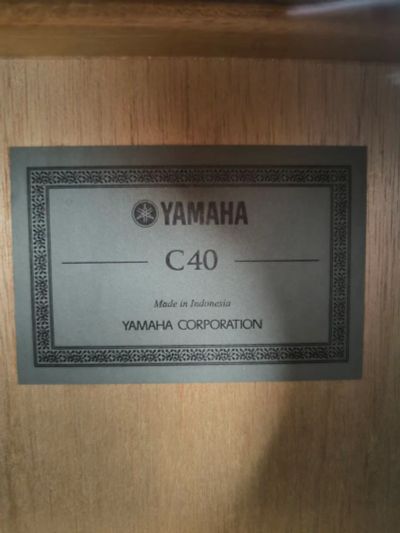 YAMAHA
C40
Made in Indonesia
YAMAHA CORPORATION